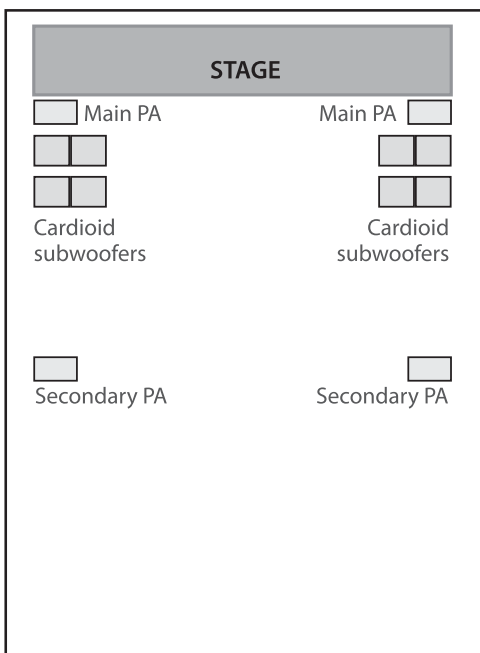 STAGE
Main PA
Main PA
Cardioid
subwoofers
Cardioid
subwoofers
Secondary PA
Secondary PA